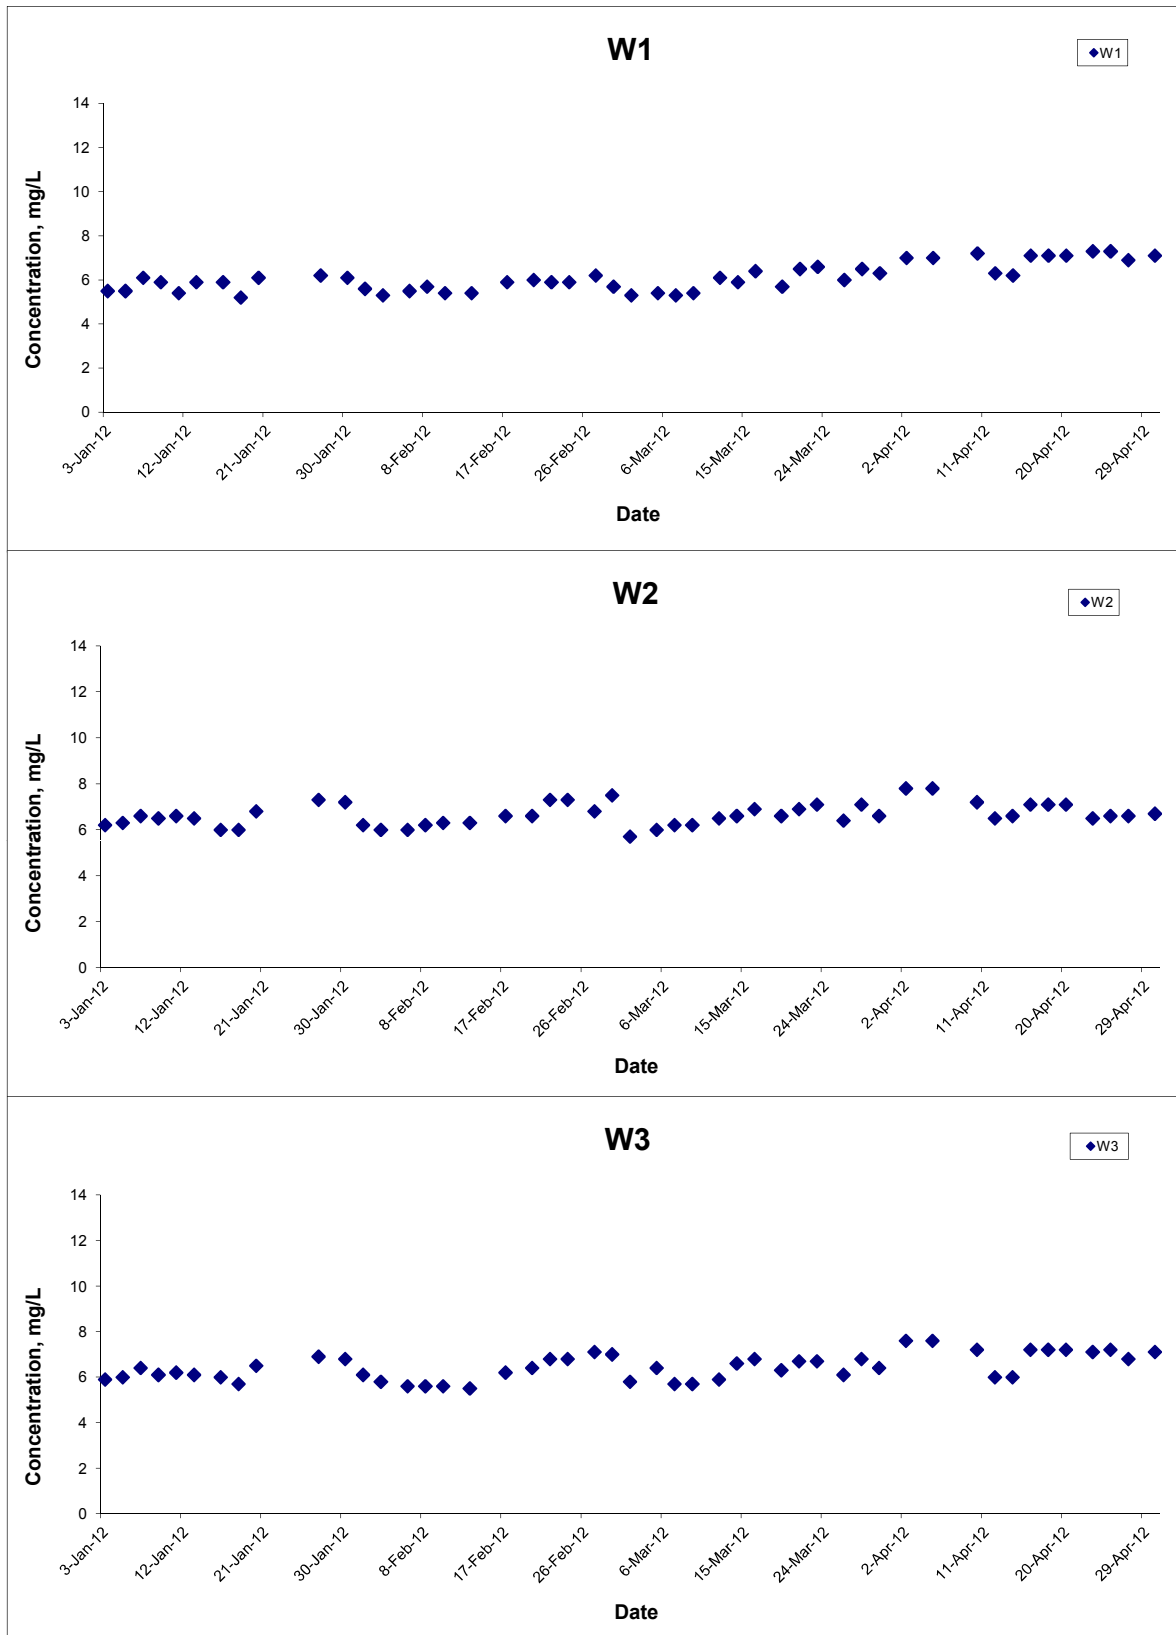 W1
W1
14
12
10
8
6
4
2
0
Concentration, mg/L
3-Jan-12 12-Jan-12 21-Jan-12 30-Jan-12 8-Feb-12 17-Feb-12 26-Feb-12 6-Mar-12 15-Mar-12 24-Mar-12 2-Apr-12 11-Apr-12 20-Apr-12 29-Apr-12
Date
W2
W2
14
12
10
8
6
4
2
0
Concentration, mg/L
3-Jan-12 12-Jan-12 21-Jan-12 30-Jan-12 8-Feb-12 17-Feb-12 26-Feb-12 6-Mar-12 15-Mar-12 24-Mar-12 2-Apr-12 11-Apr-12 20-Apr-12 29-Apr-12
Date
W3
W3
14
12
10
8
6
4
2
0
Concentration, mg/L
3-Jan-12 12-Jan-12 21-Jan-12 30-Jan-12 8-Feb-12 17-Feb-12 26-Feb-12 6-Mar-12 15-Mar-12 24-Mar-12 2-Apr-12 11-Apr-12 20-Apr-12 29-Apr-12
Date